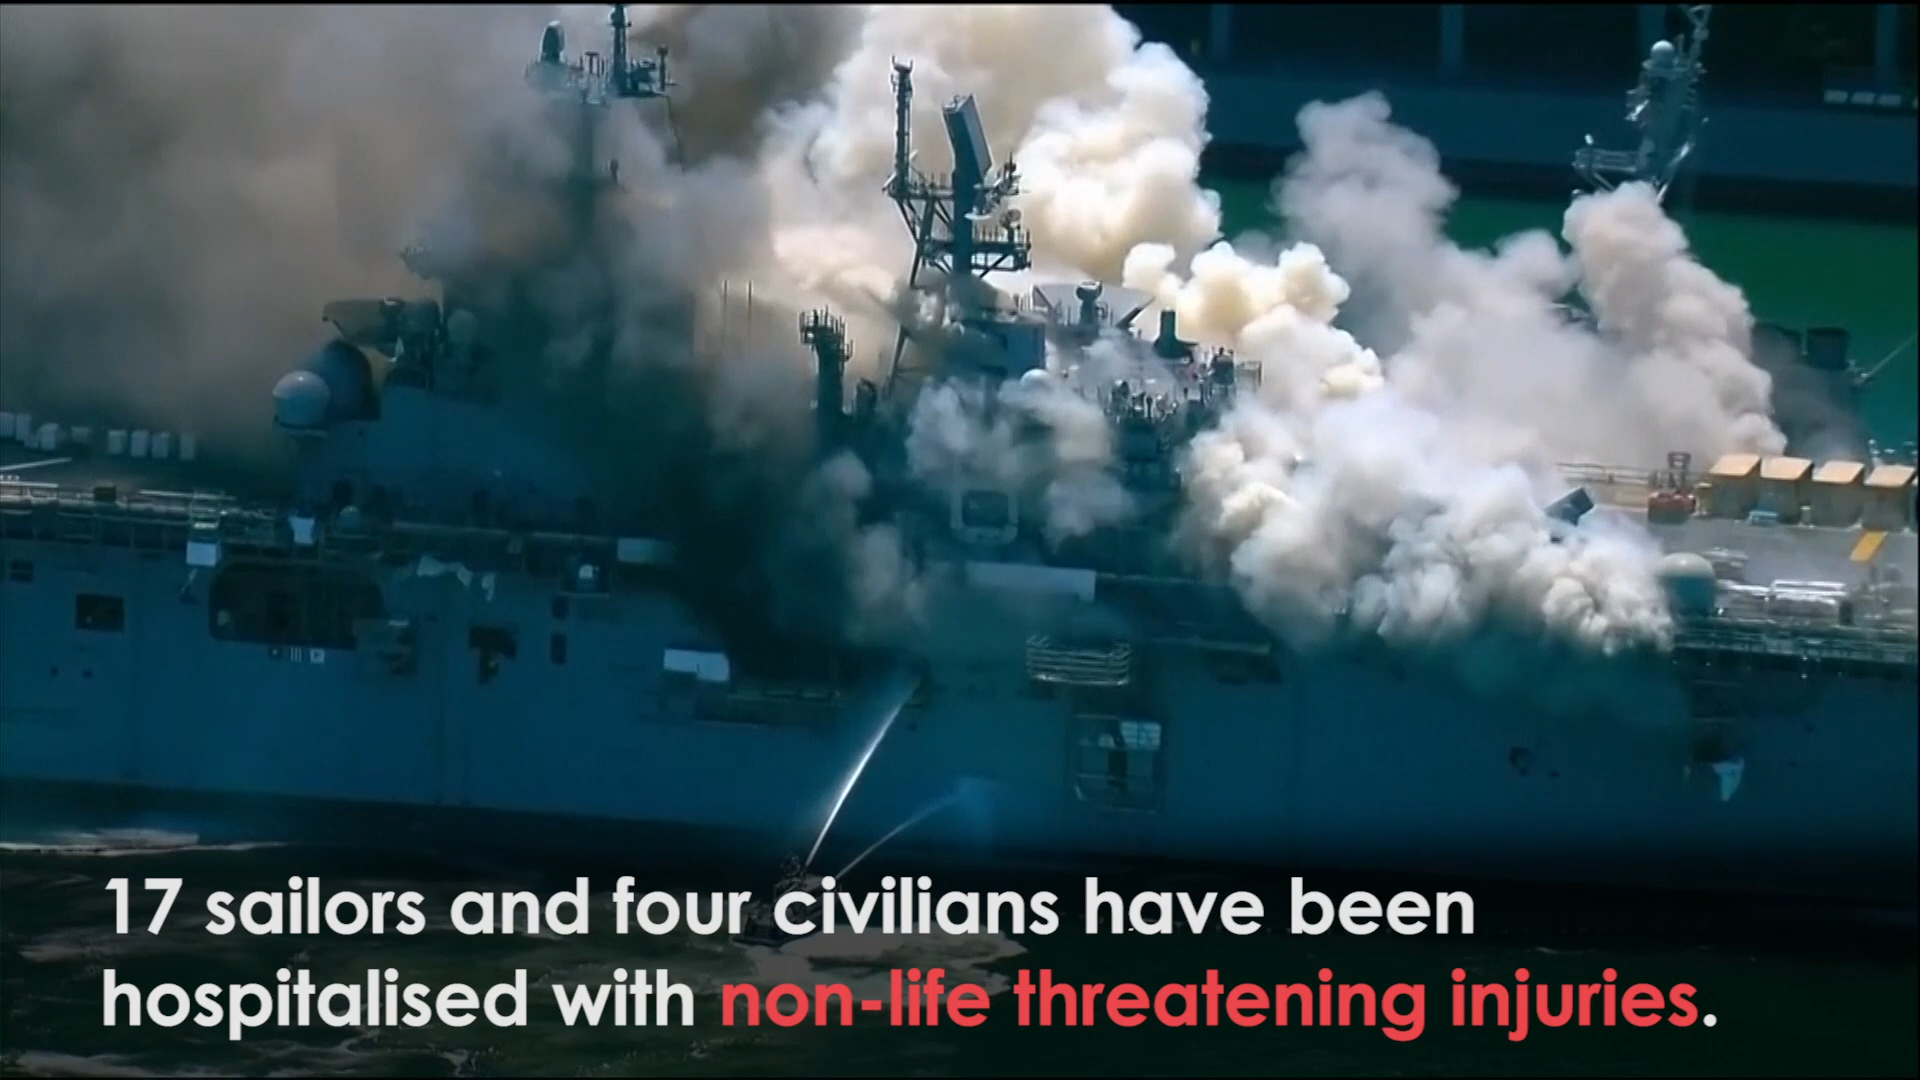 17 sailors and four civilians have been
hospitalised with non-life threatening injuries.